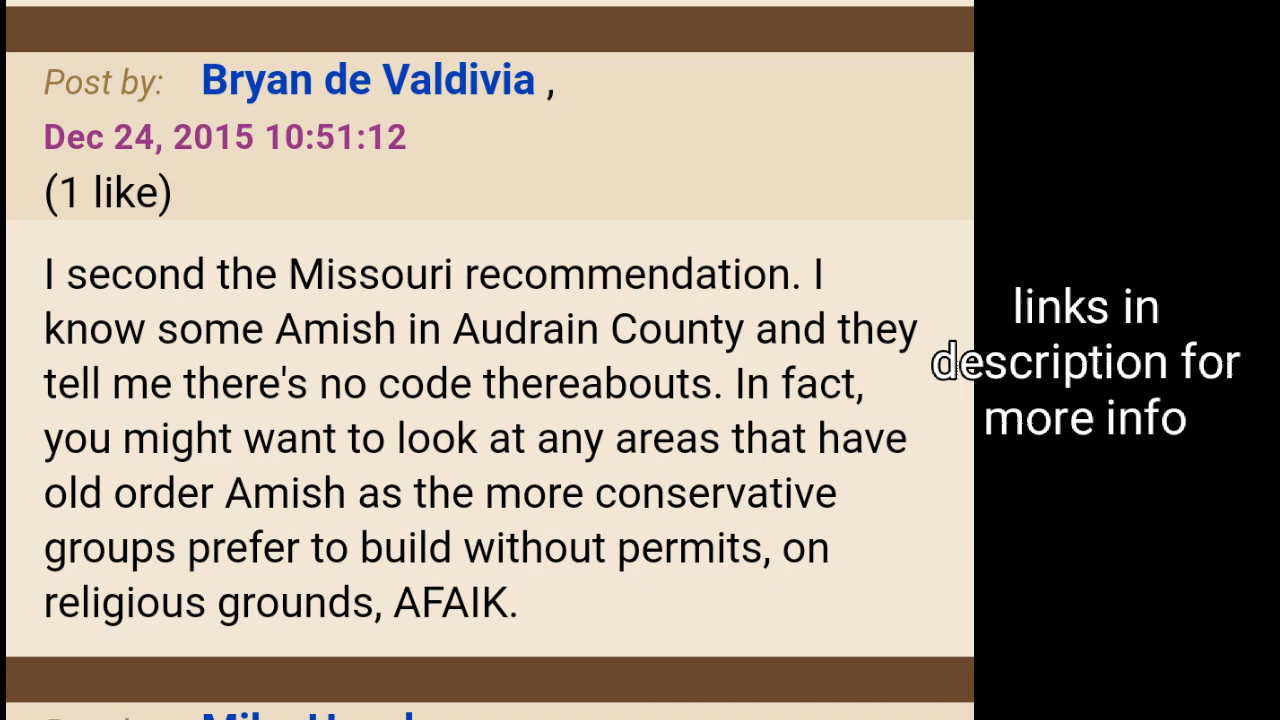 Post by: Bryan de Valdivia ,
Dec 24, 2015 10:51:12
(1 like)
I second the Missouri recommendation. I
know some Amish in Audrain County and they
tell me there's no code thereabouts. In fact,
you might want to look at any areas that have
old order Amish as the more conservative
groups prefer to build without permits, on
religious grounds, AFAIK.
links in
description for
more info